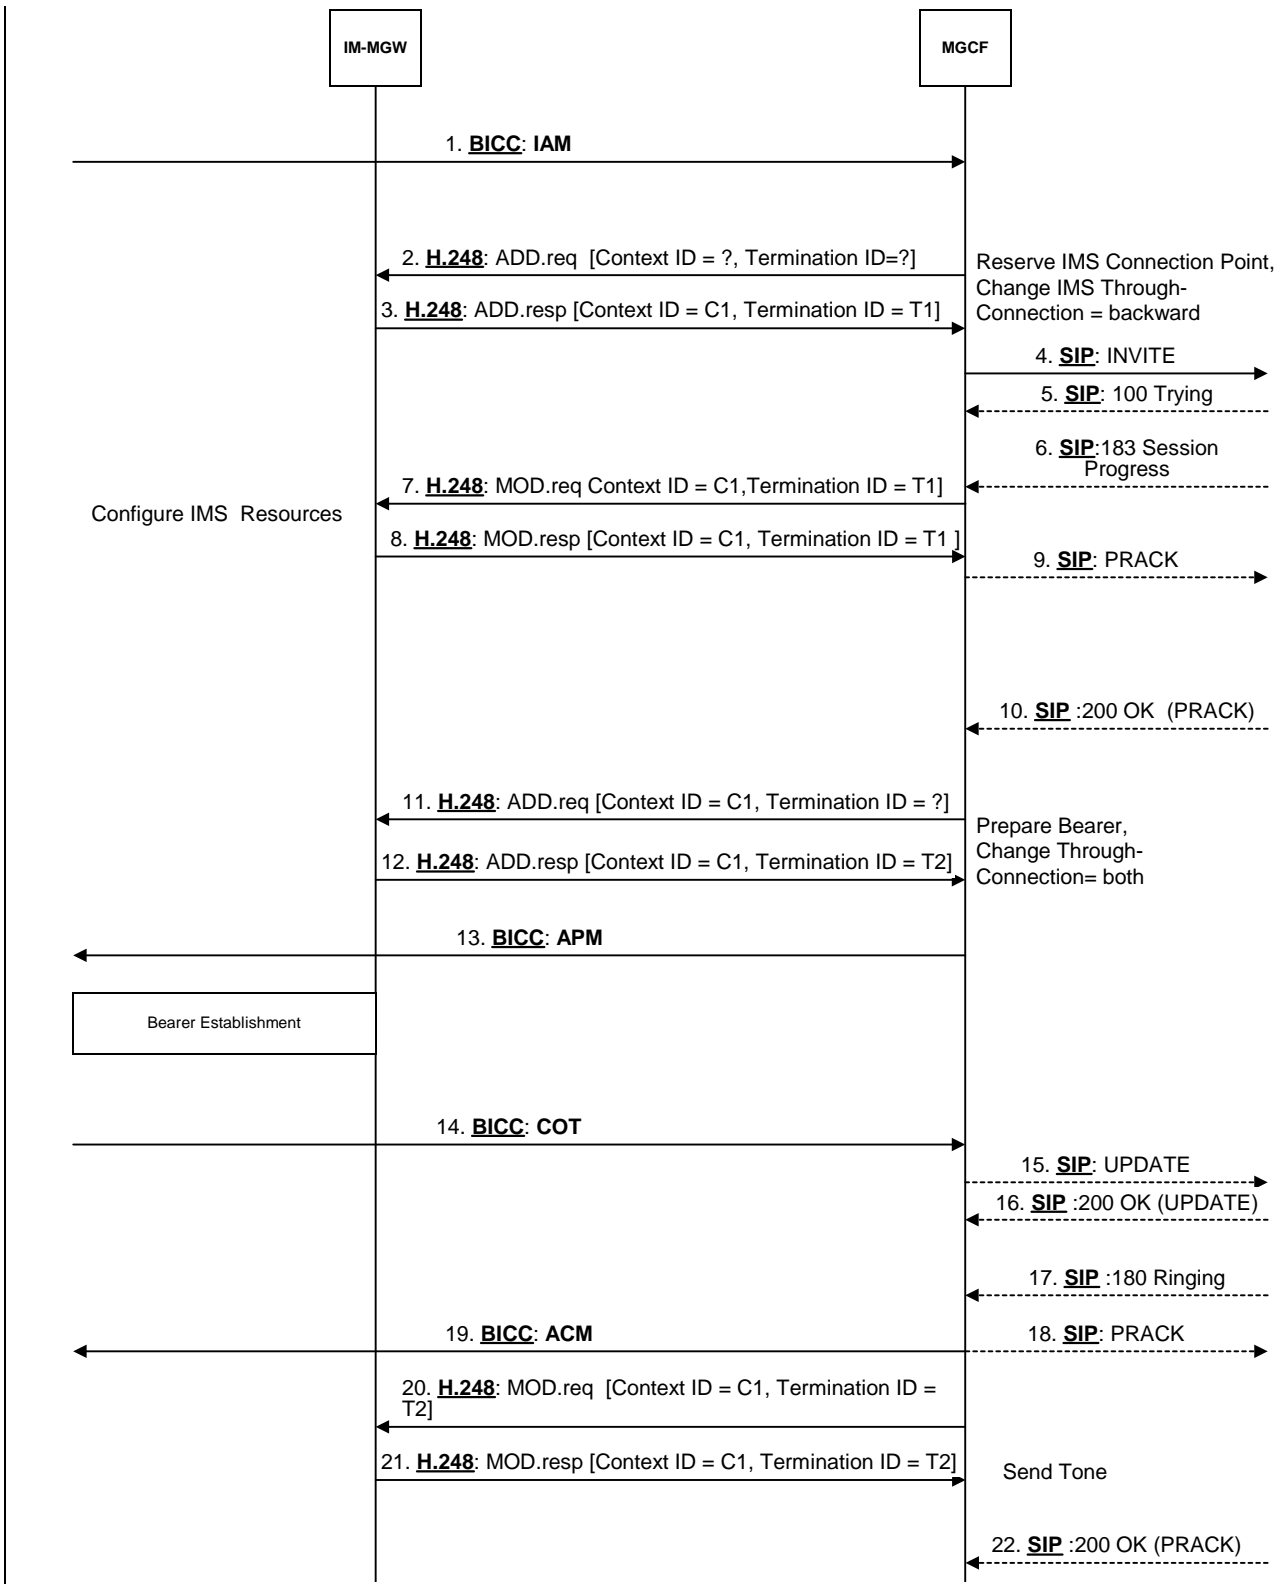 IM-MGW
MGCF
1. BICC: IAM
2. H.248: ADD.req [Context ID = ?, Termination ID=?]
Reserve IMS Connection Point,
Change IMS Through-
Connection = backward
3. H.248: ADD.resp [Context ID = C1, Termination ID = T1]
4. SIP: INVITE
5. SIP: 100 Trying
6. SIP:183 Session
Progress
7. H.248: MOD.req Context ID = C1,Termination ID = T1]
Configure IMS Resources
8. H.248: MOD.resp [Context ID = C1, Termination ID = T1 ]
9. SIP: PRACK
10. SIP :200 OK (PRACK)
11. H.248: ADD.req [Context ID = C1, Termination ID = ?]
Prepare Bearer,
Change Through-
Connection= both
12. H.248: ADD.resp [Context ID = C1, Termination ID = T2]
13. BICC: APM
Bearer Establishment
14. BICC: COT
15. SIP: UPDATE
16. SIP :200 OK (UPDATE)
17. SIP :180 Ringing
19. BICC: ACM
18. SIP: PRACK
20. H.248: MOD.req [Context ID = C1, Termination ID =
T2]
21. H.248: MOD.resp [Context ID = C1, Termination ID = T2]
Send Tone
22. SIP :200 OK (PRACK)